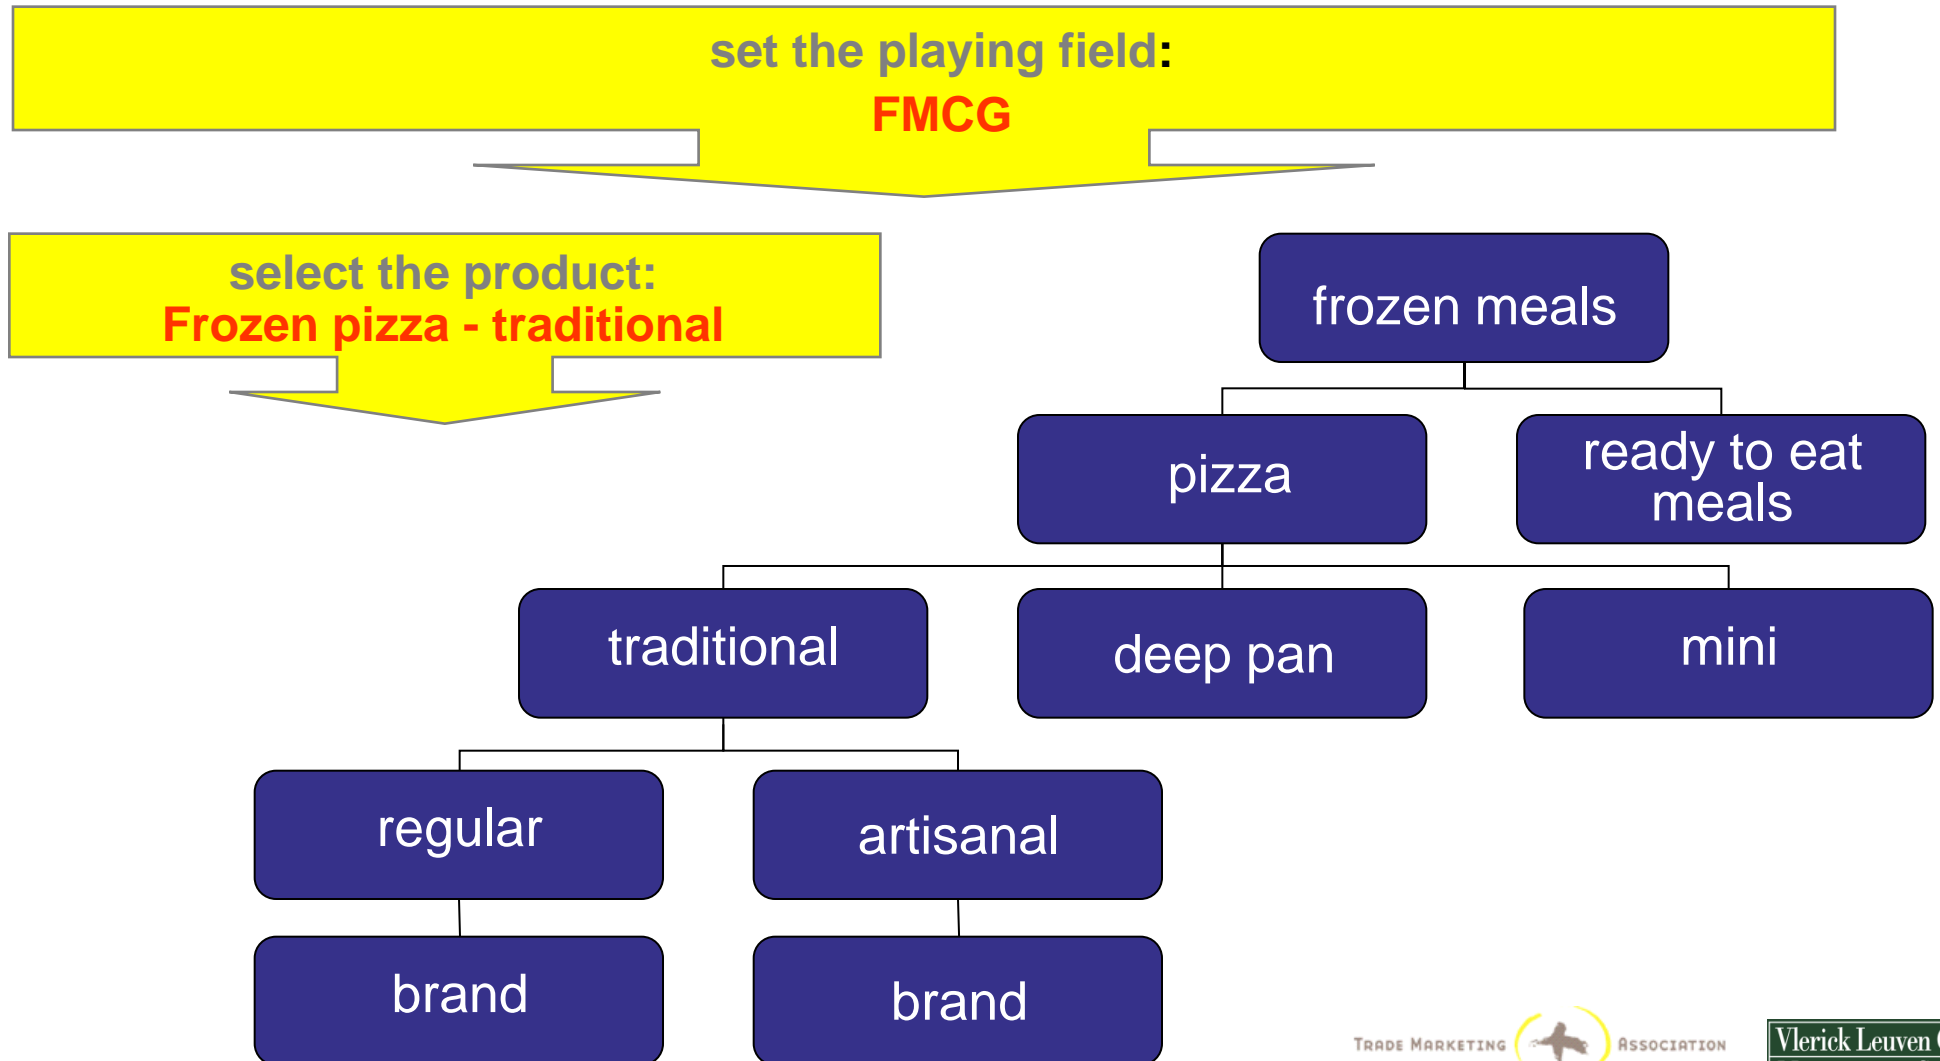 set the playing field:
FMCG
select the product:
Frozen pizza - traditional
frozen meals
pizza
ready to eat
meals
traditional
deep pan
mini
regular
artisanal
brand
brand
TRADE MARKETING ASSOCIATION
Vlerick Leuven